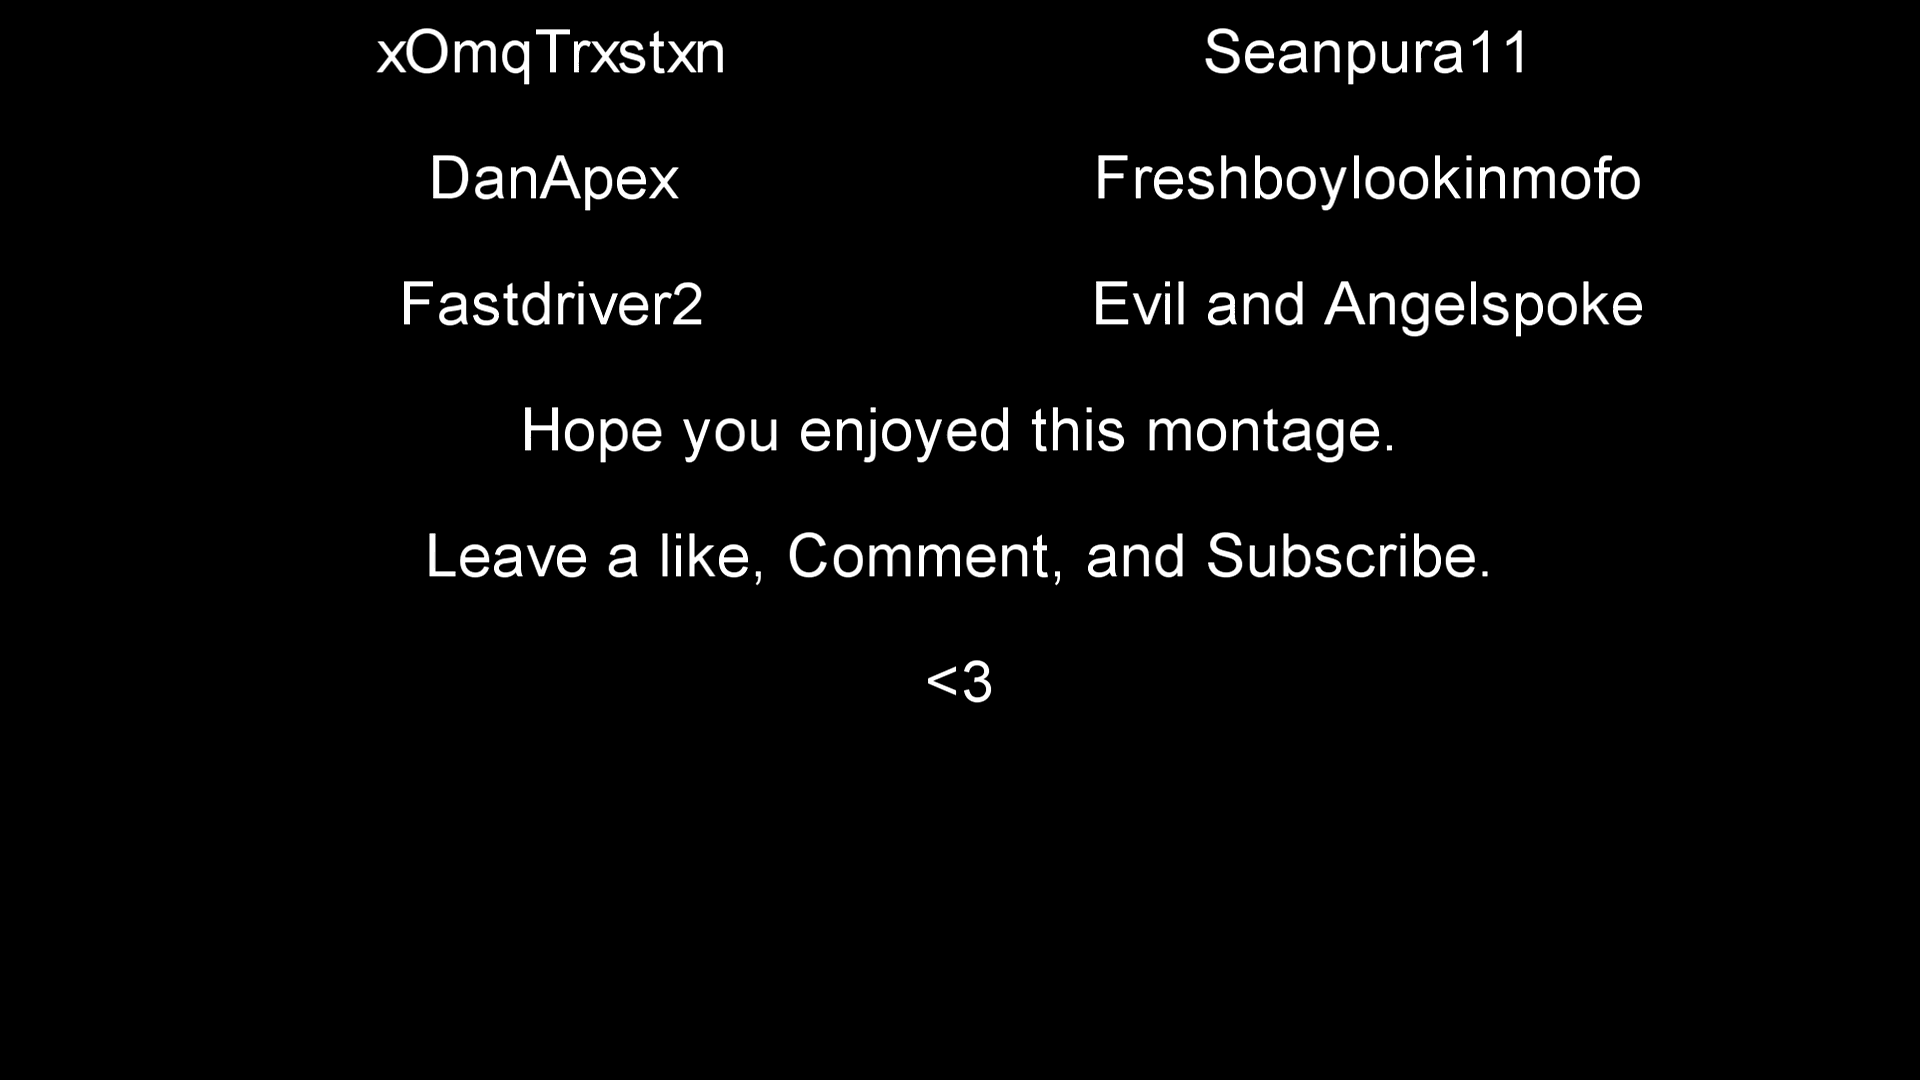 xOmqTrxstxn Seanpura11
DanApex Freshboylookinmofo
Fastdriver2 Evil and Angelspoke
Hope you enjoyed this montage.
Leave a like, Comment, and Subscribe.
<3